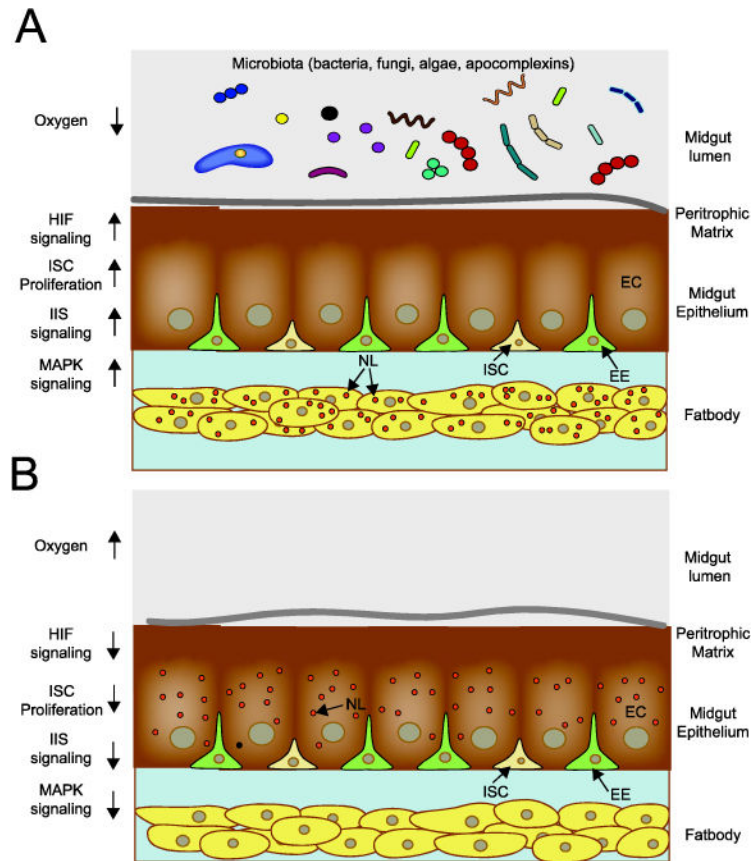 A
Microbiota (bacteria, fungi, algae, apocomplexins)
Oxygen
Midgut
lumen
HIF
signaling
Peritrophic
Matrix
ISC
Proliferation
EC
Midgut
Epithelium
IIS
signaling
MAPK
signaling
NL
ISC
EE
Fatbody
B
Oxygen
Midgut
lumen
HIF
signaling
Peritrophic
Matrix
ISC
Proliferation
NL
EC
Midgut
Epithelium
IIS
signaling
ISC
EE
MAPK
signaling
Fatbody